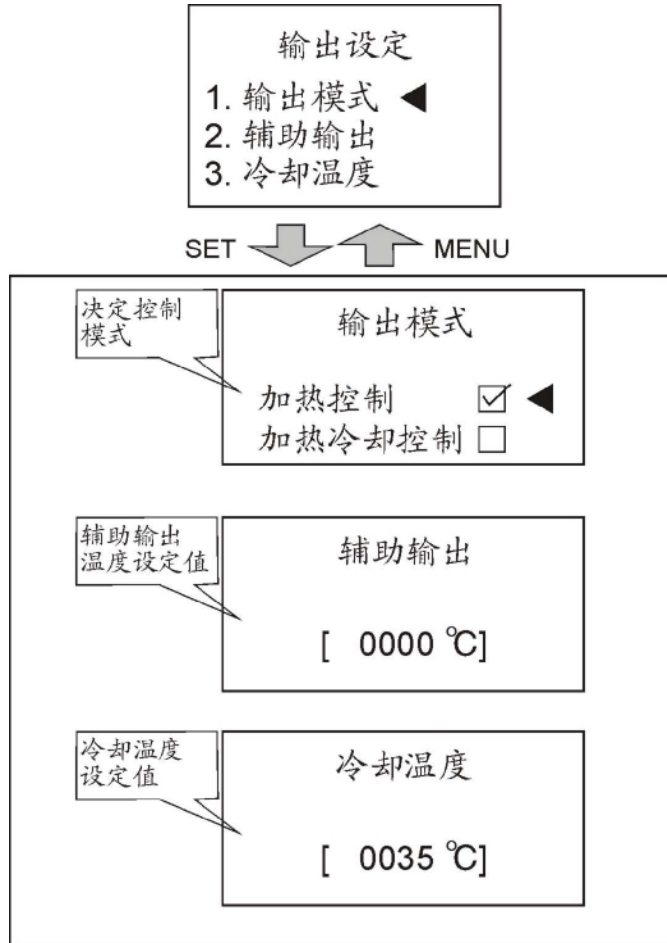 输出设定
1. 输出模式
2. 辅助输出
3. 冷却温度
SET MENU
决定控制
模式
输出模式
加热控制
加热冷却控制
辅助输出
温度设定值
辅助输出
[ 0000 ℃]
冷却温度
设定值
冷却温度
[ 0035 ℃]